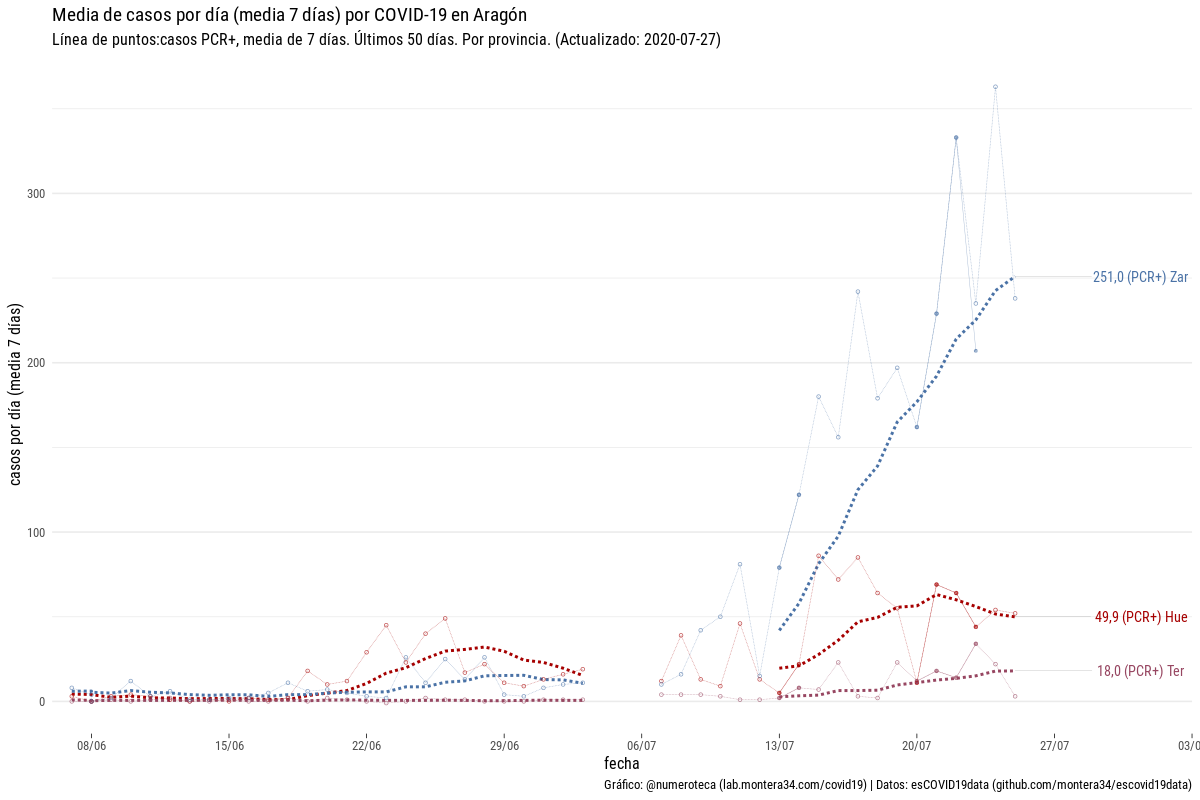 Media de casos por día (media 7 días) por COVID-19 en Aragón
Línea de puntos:casos PCR+, media de 7 días. Últimos 50 días. Por provincia. (Actualizado: 2020-07-27)
casos por día (media 7 días)
300
200
100
0
251,0 (PCR+) Zar
49,9 (PCR+) Hue
18,0 (PCR+) Ter
08/06 15/06 22/06 29/06 06/07 13/07 20/07 27/07 03/0
fecha
Gráfico: @numeroteca (lab.montera34.com/covid19) | Datos: esCOVID19data (github.com/montera34/escovid19data)